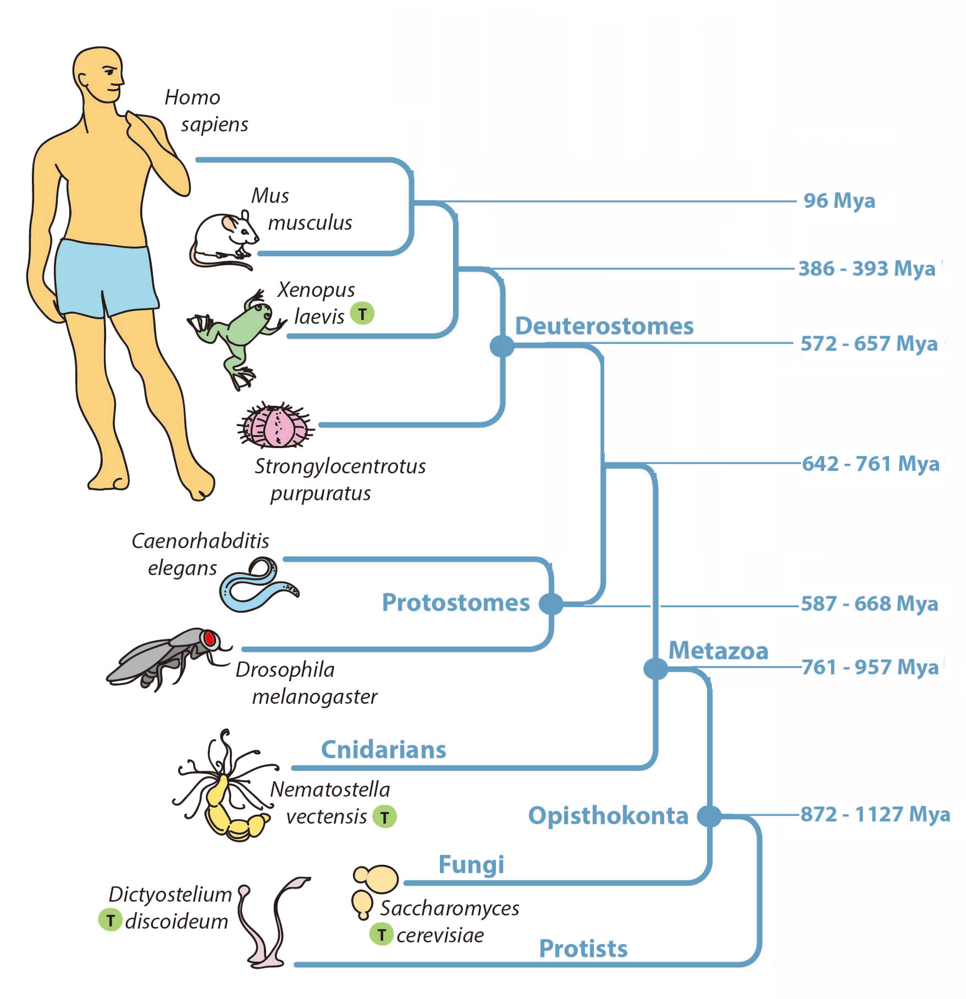 Homo
sapiens
Mus
musculus
96 Mya
386 - 393 Mya
Xenopus
laevis T
Deuterostomes
572 - 657 Mya
Strongylocentrotus
purpuratus
642 - 761 Mya
Caenorhabditis
elegans
Protostomes
587 - 668 Mya
Drosophila
melanogaster
Metazoa
761 - 957 Mya
Cnidarians
Nematostella
vectensis T
Opisthokonta
872 - 1127 Mya
Fungi
Dictyostelium
T discoideum
Saccharomyces
T cerevisiae
Protists